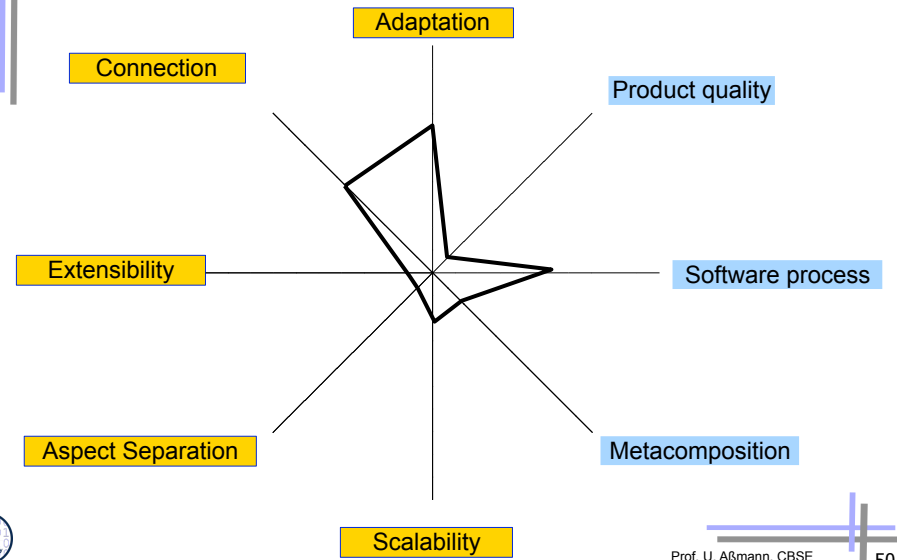 Adaptation
Connection
Product quality
Extensibility
Software process
Aspect Separation
Metacomposition
Scalability
Prof. U. Aßmann, CBSE
50